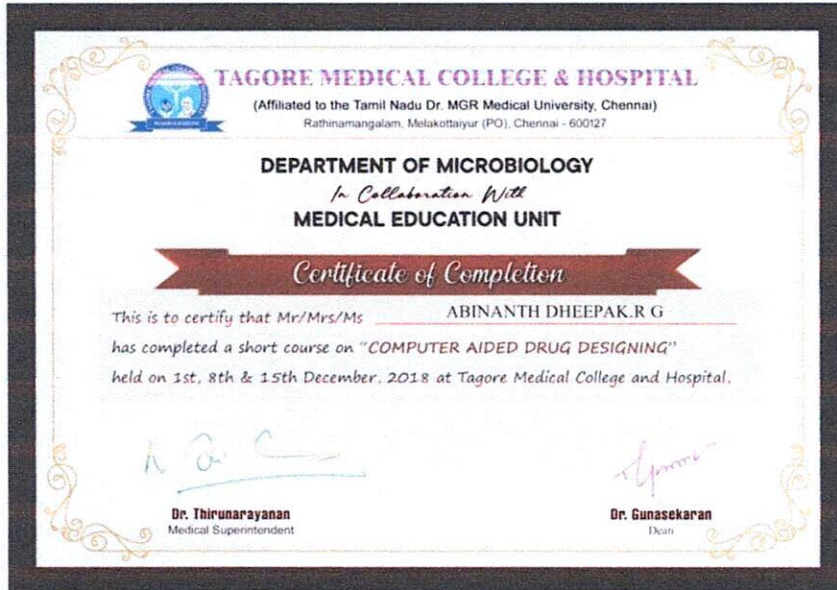 TAGORE MEDICAL COLLEGE & HOSPITAL
(Affiliated to the Tamil Nadu Dr. MGR Medical University, Chennai)
Rathinamangalam, Melakottaiyur (PO), Chennai - 600127
DEPARTMENT OF MICROBIOLOGY
In Collaboration With
MEDICAL EDUCATION UNIT
Certificate of Completion
This is to certify that Mr/Mrs/Ms ABINANTH DHEEPAK.R G
has completed a short course on "COMPUTER AIDED DRUG DESIGNING"
held on 1st, 8th & 15th December, 2018 at Tagore Medical College and Hospital.
Dr. Thirunarayanan
Medical Superintendent
Dr. Gunasekaran
Dean